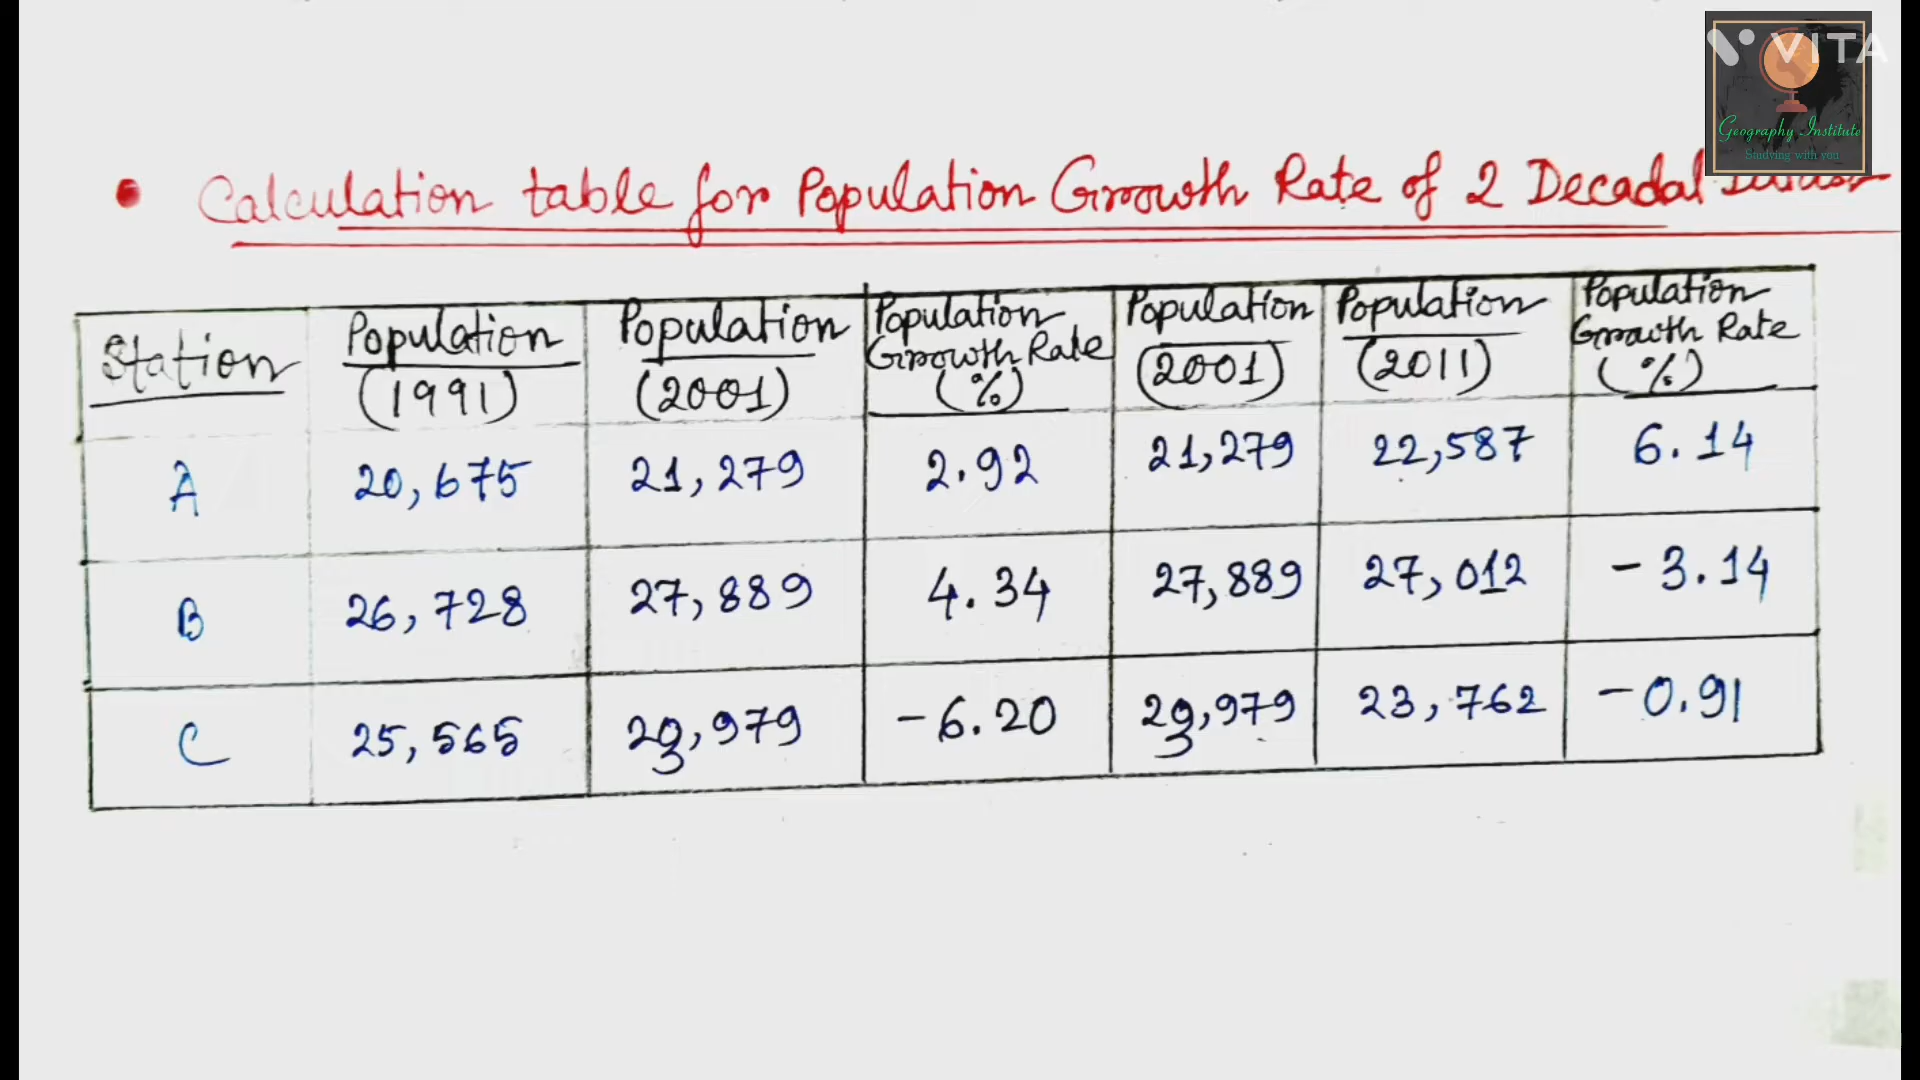 VITA
Geography Institute
Studying with you
• Calculation table for Population Growth Rate of 2 Decadal
Station Population (1991) Population (2001) Population Growth Rate (%) Population (2001) Population (2011) Population Growth Rate (%)
A 20,675 21,279 2.92 21,279 22,587 6.14
B 26,728 27,889 4.34 27,889 27,012 -3.14
C 25,565 23,979 -6.20 23,979 23,762 -0.91